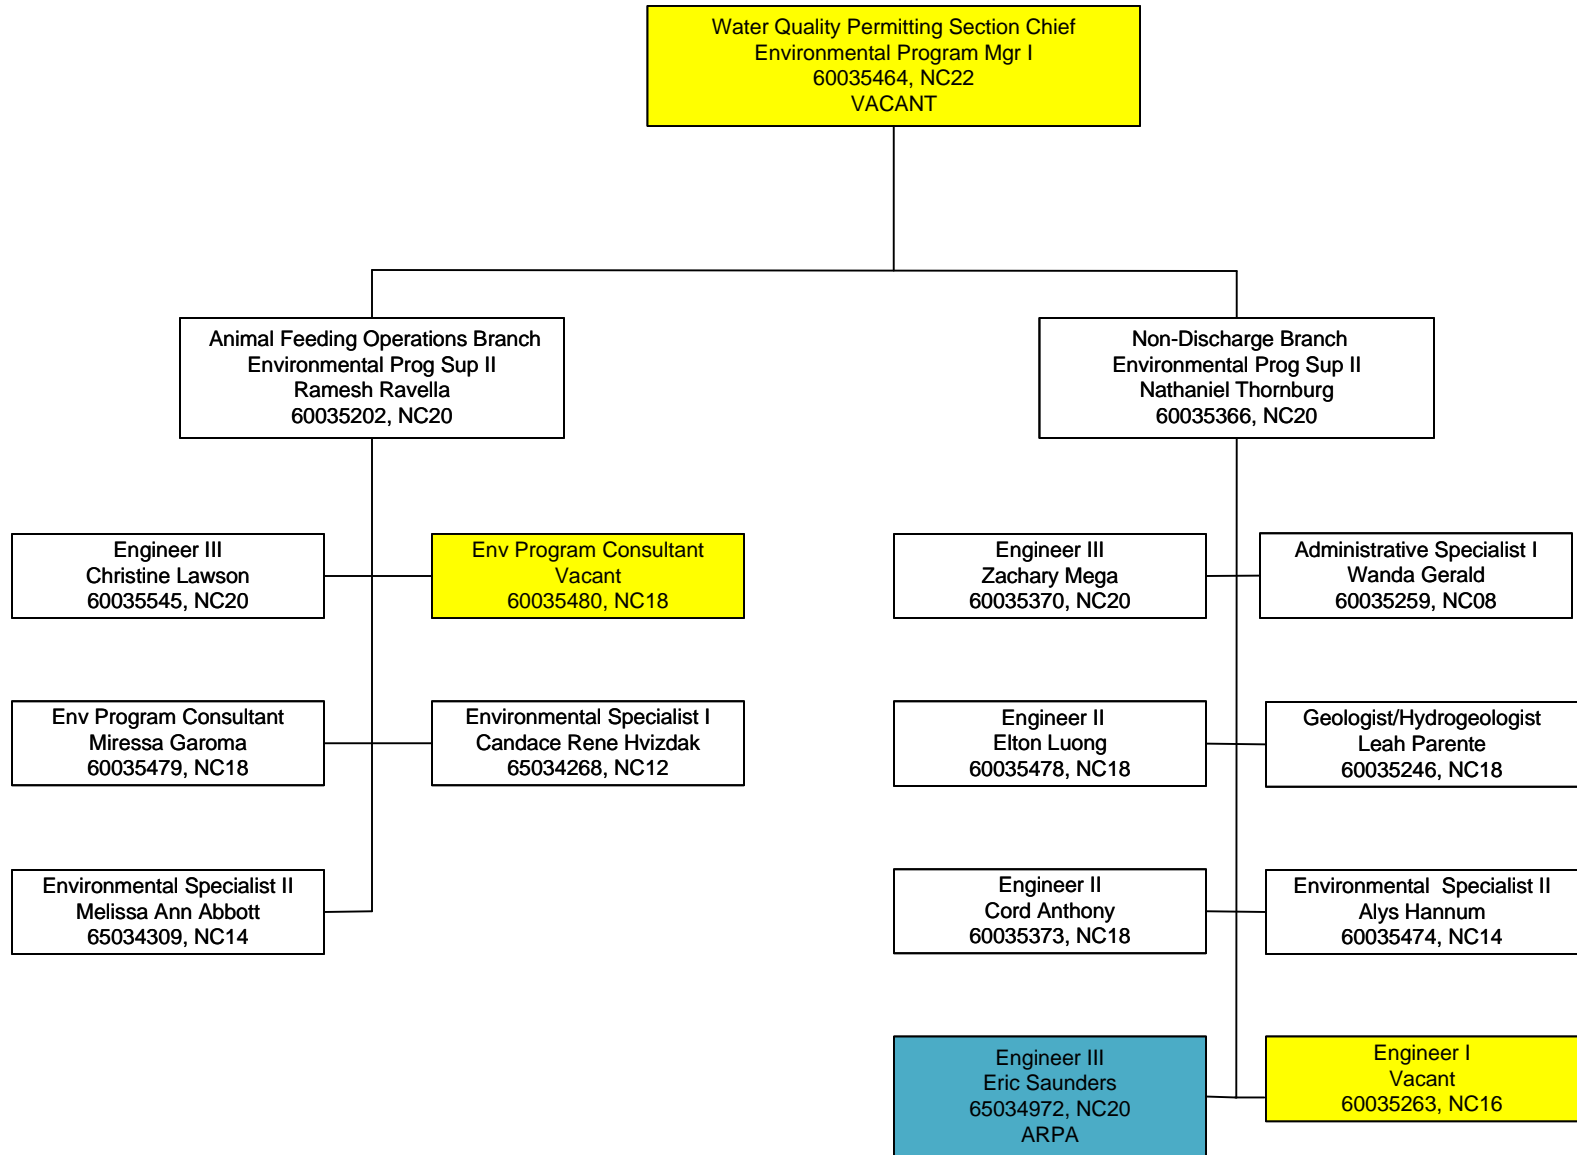 Water Quality Permitting Section Chief
Environmental Program Mgr I
60035464, NC22
VACANT
Animal Feeding Operations Branch
Environmental Prog Sup II
Ramesh Ravella
60035202, NC20
Non-Discharge Branch
Environmental Prog Sup II
Nathaniel Thornburg
60035366, NC20
Engineer III
Christine Lawson
60035545, NC20
Env Program Consultant
Vacant
60035480, NC18
Engineer III
Zachary Mega
60035370, NC20
Administrative Specialist I
Wanda Gerald
60035259, NC08
Env Program Consultant
Miressa Garoma
60035479, NC18
Environmental Specialist I
Candace Rene Hvizdak
65034268, NC12
Engineer II
Elton Luong
60035478, NC18
Geologist/Hydrogeologist
Leah Parente
60035246, NC18
Environmental Specialist II
Melissa Ann Abbott
65034309, NC14
Engineer II
Cord Anthony
60035373, NC18
Environmental  Specialist II
Alys Hannum
60035474, NC14
Engineer III
Eric Saunders
65034972, NC20
ARPA
Engineer I
Vacant
60035263, NC16